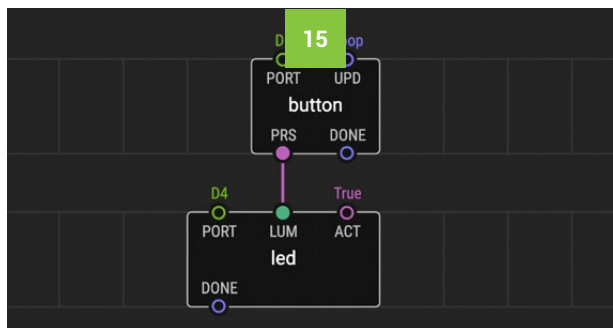 15
PORT UPD
button
PRS DONE
D4 True
PORT LUM ACT
led
DONE